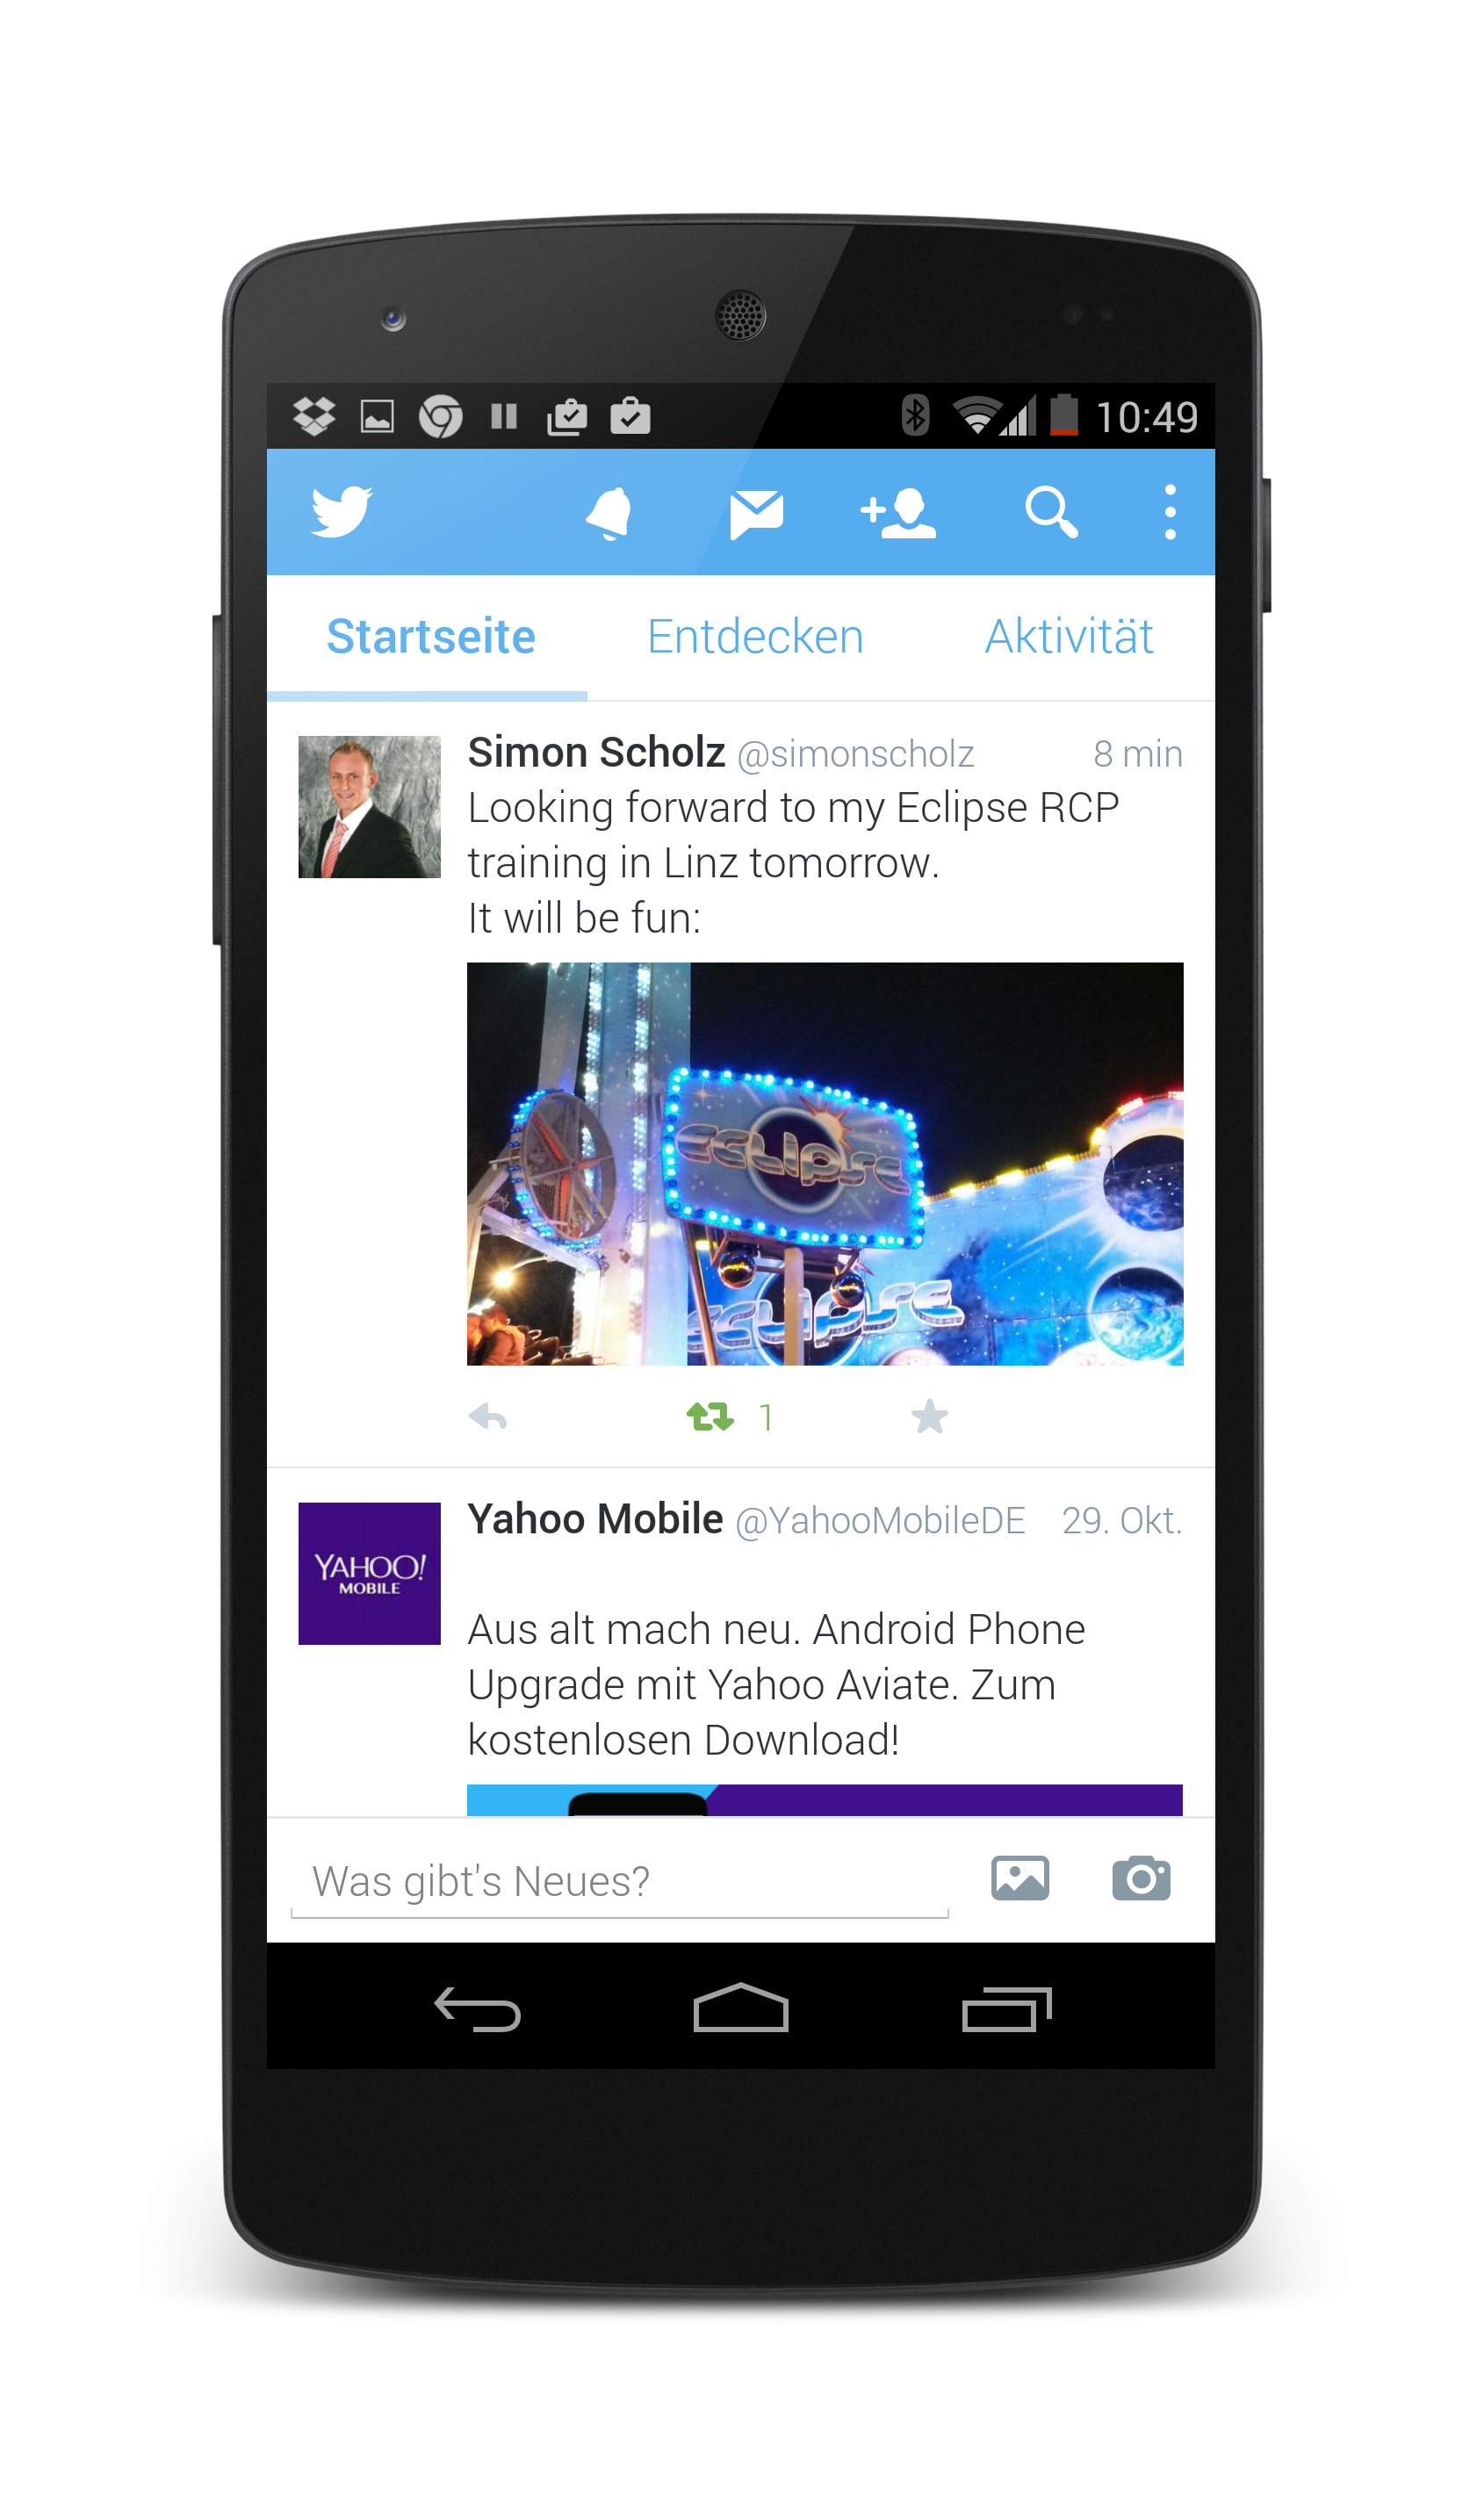 10:49
Startseite Entdecken Aktivität
Simon Scholz @simonscholz 8 min
Looking forward to my Eclipse RCP
training in Linz tomorrow.
It will be fun:
ECLIPSE
ECLIPSE
1
Yahoo Mobile @YahooMobileDE 29. Okt.
YAHOO!
MOBILE
Aus alt mach neu. Android Phone
Upgrade mit Yahoo Aviate. Zum
kostenlosen Download!
Was gibt's Neues?